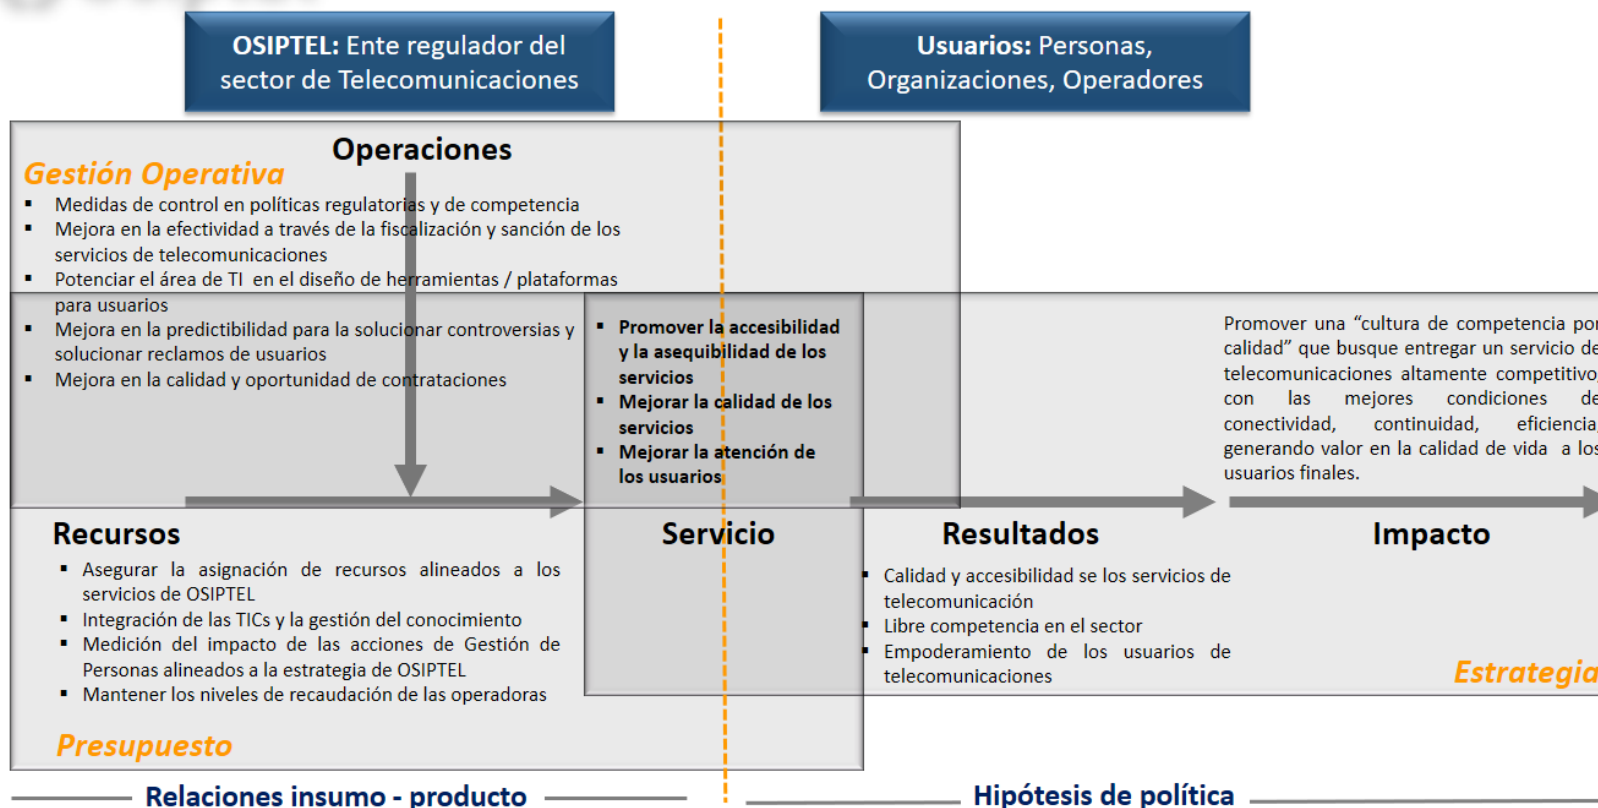 OSIPTEL: Ente regulador del
sector de Telecomunicaciones
Usuarios: Personas,
Organizaciones, Operadores
Operaciones
Gestión Operativa
▪ Medidas de control en políticas regulatorias y de competencia
▪ Mejora en la efectividad a través de la fiscalización y sanción de los
servicios de telecomunicaciones
▪ Potenciar el área de TI en el diseño de herramientas / plataformas
para usuarios
▪ Mejora en la predictibilidad para la solucionar controversias y
solucionar reclamos de usuarios
▪ Mejora en la calidad y oportunidad de contrataciones
▪ Promover la accesibilidad
y la asequibilidad de los
servicios
▪ Mejorar la calidad de los
servicios
▪ Mejorar la atención de
los usuarios
Promover una “cultura de competencia por
calidad” que busque entregar un servicio de
telecomunicaciones altamente competitivo,
con las mejores condiciones de
conectividad, continuidad, eficiencia,
generando valor en la calidad de vida a los
usuarios finales.
Recursos
▪ Asegurar la asignación de recursos alineados a los
servicios de OSIPTEL
▪ Integración de las TICs y la gestión del conocimiento
▪ Medición del impacto de las acciones de Gestión de
Personas alineados a la estrategia de OSIPTEL
▪ Mantener los niveles de recaudación de las operadoras
Presupuesto
Servicio
Resultados
▪ Calidad y accesibilidad se los servicios de
telecomunicación
▪ Libre competencia en el sector
▪ Empoderamiento de los usuarios de
telecomunicaciones
Impacto
Estrategia
Relaciones insumo - producto
Hipótesis de política